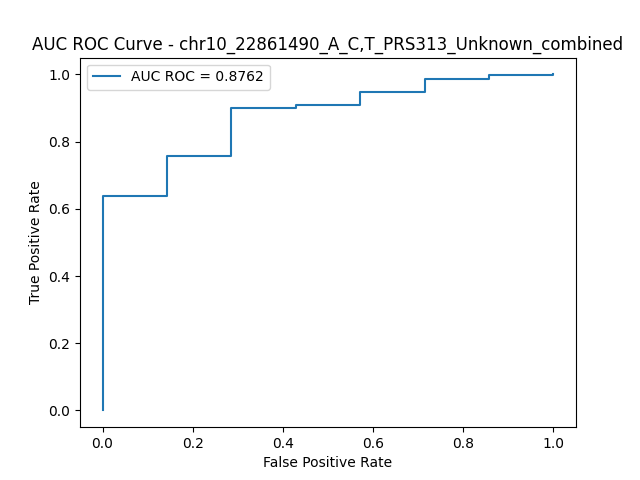 AUC ROC Curve - chr10_22861490_A_C,T_PRS313_Unknown_combined
AUC ROC = 0.8762
1.0
0.8
0.6
0.4
0.2
0.0
True Positive Rate
0.0 0.2 0.4 0.6 0.8 1.0
False Positive Rate